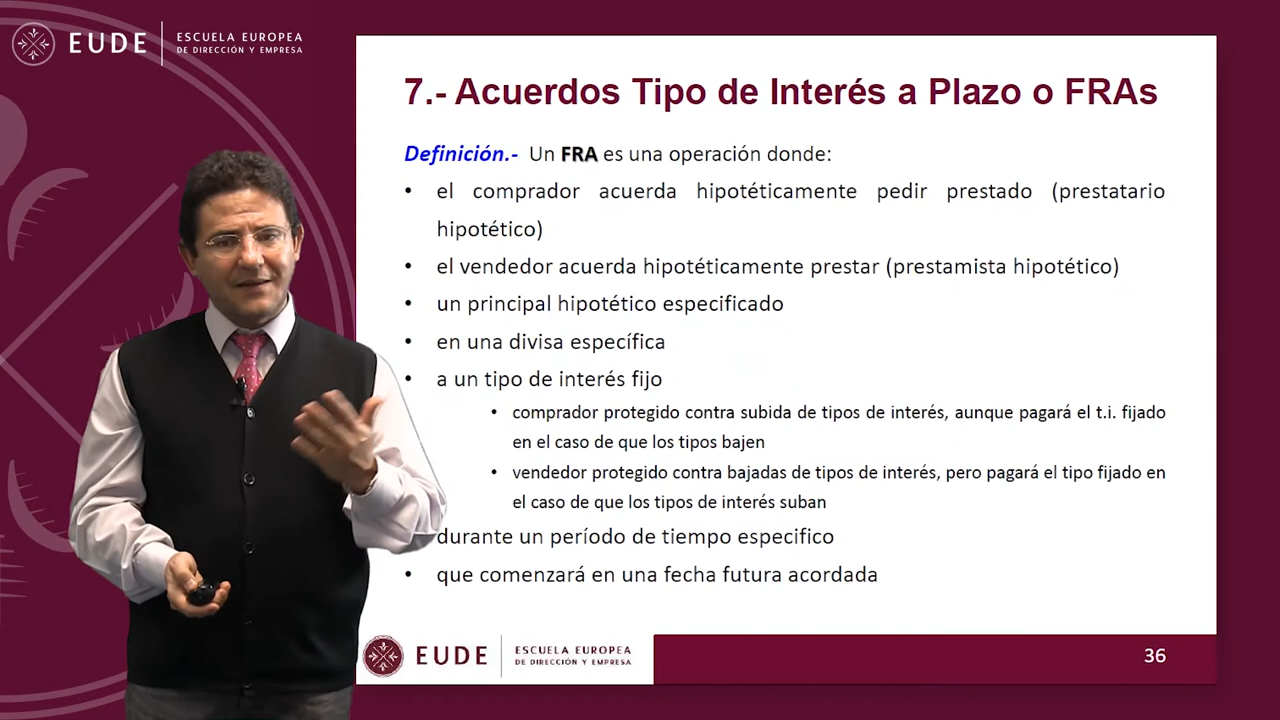 EUDE
ESCUELA EUROPEA
DE DIRECCIÓN Y EMPRESA
7.- Acuerdos Tipo de Interés a Plazo o FRAs
Definición.- Un FRA es una operación donde:
• el comprador acuerda hipotéticamente pedir prestado (prestatario
hipotético)
• el vendedor acuerda hipotéticamente prestar (prestamista hipotético)
• un principal hipotético especificado
• en una divisa específica
• a un tipo de interés fijo
• comprador protegido contra subida de tipos de interés, aunque pagará el t.i. fijado
en el caso de que los tipos bajen
• vendedor protegido contra bajadas de tipos de interés, pero pagará el tipo fijado en
el caso de que los tipos de interés suban
durante un período de tiempo especifico
• que comenzará en una fecha futura acordada
EUDE
ESCUELA EUROPEA
DE DIRECCIÓN Y EMPRESA
36